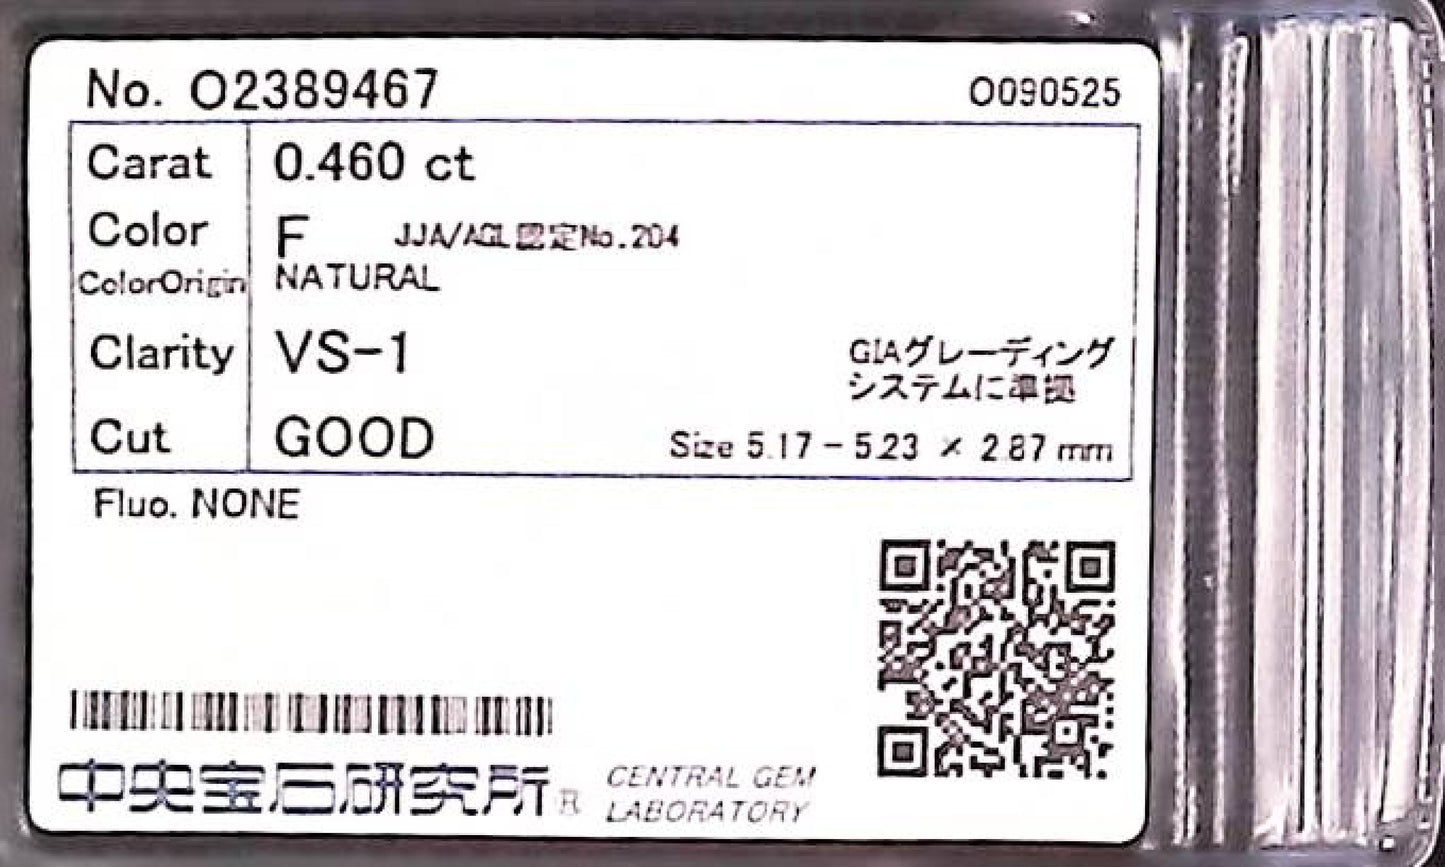 No. O2389467 O090525
Carat 0.460 ct
Color F JJA/AGL認定No.204
ColorOrigin NATURAL
Clarity VS-1 GIAグレーディング
システムに準拠
Cut GOOD Size 5.17 - 5.23 × 2.87 mm
Fluo. NONE
中央宝石研究所® CENTRAL GEM
LABORATORY